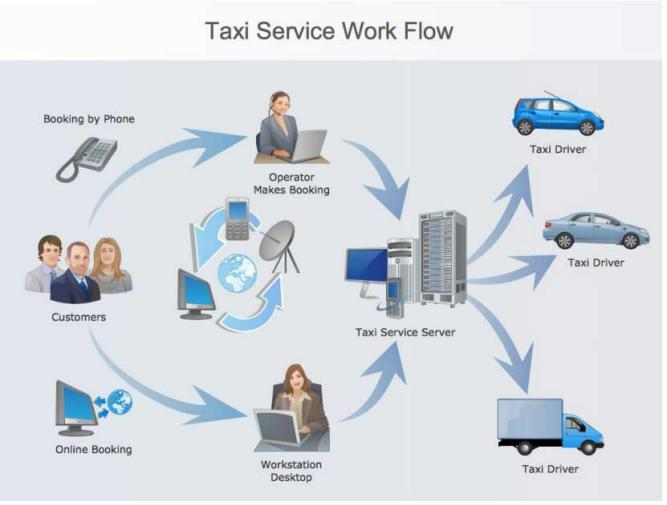 Taxi Service Work Flow
Booking by Phone
Operator
Makes Booking
Taxi Driver
Taxi Driver
Customers
Taxi Service Server
Online Booking
Workstation
Desktop
Taxi Driver